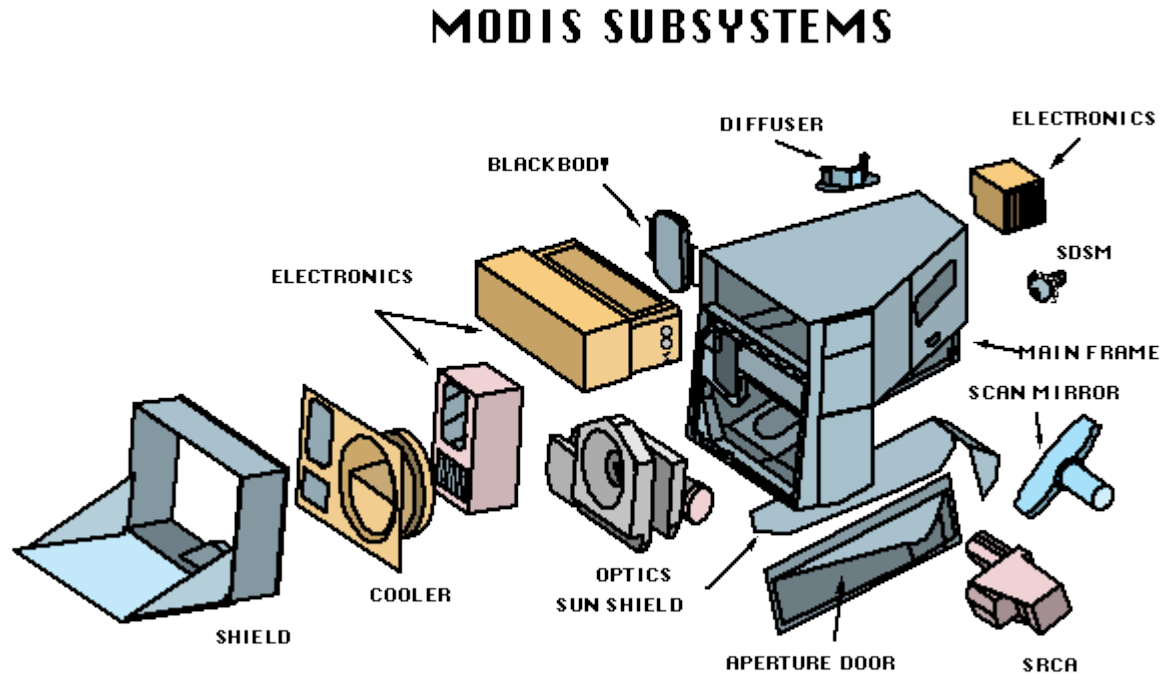 MODIS SUBSYSTEMS
DIFFUSER
ELECTRONICS
BLACKBODY
SDSM
ELECTRONICS
MAIN FRAME
SCAN MIRROR
OPTICS
COOLER
SUN SHIELD
SHIELD
APERTURE DOOR
SRCA